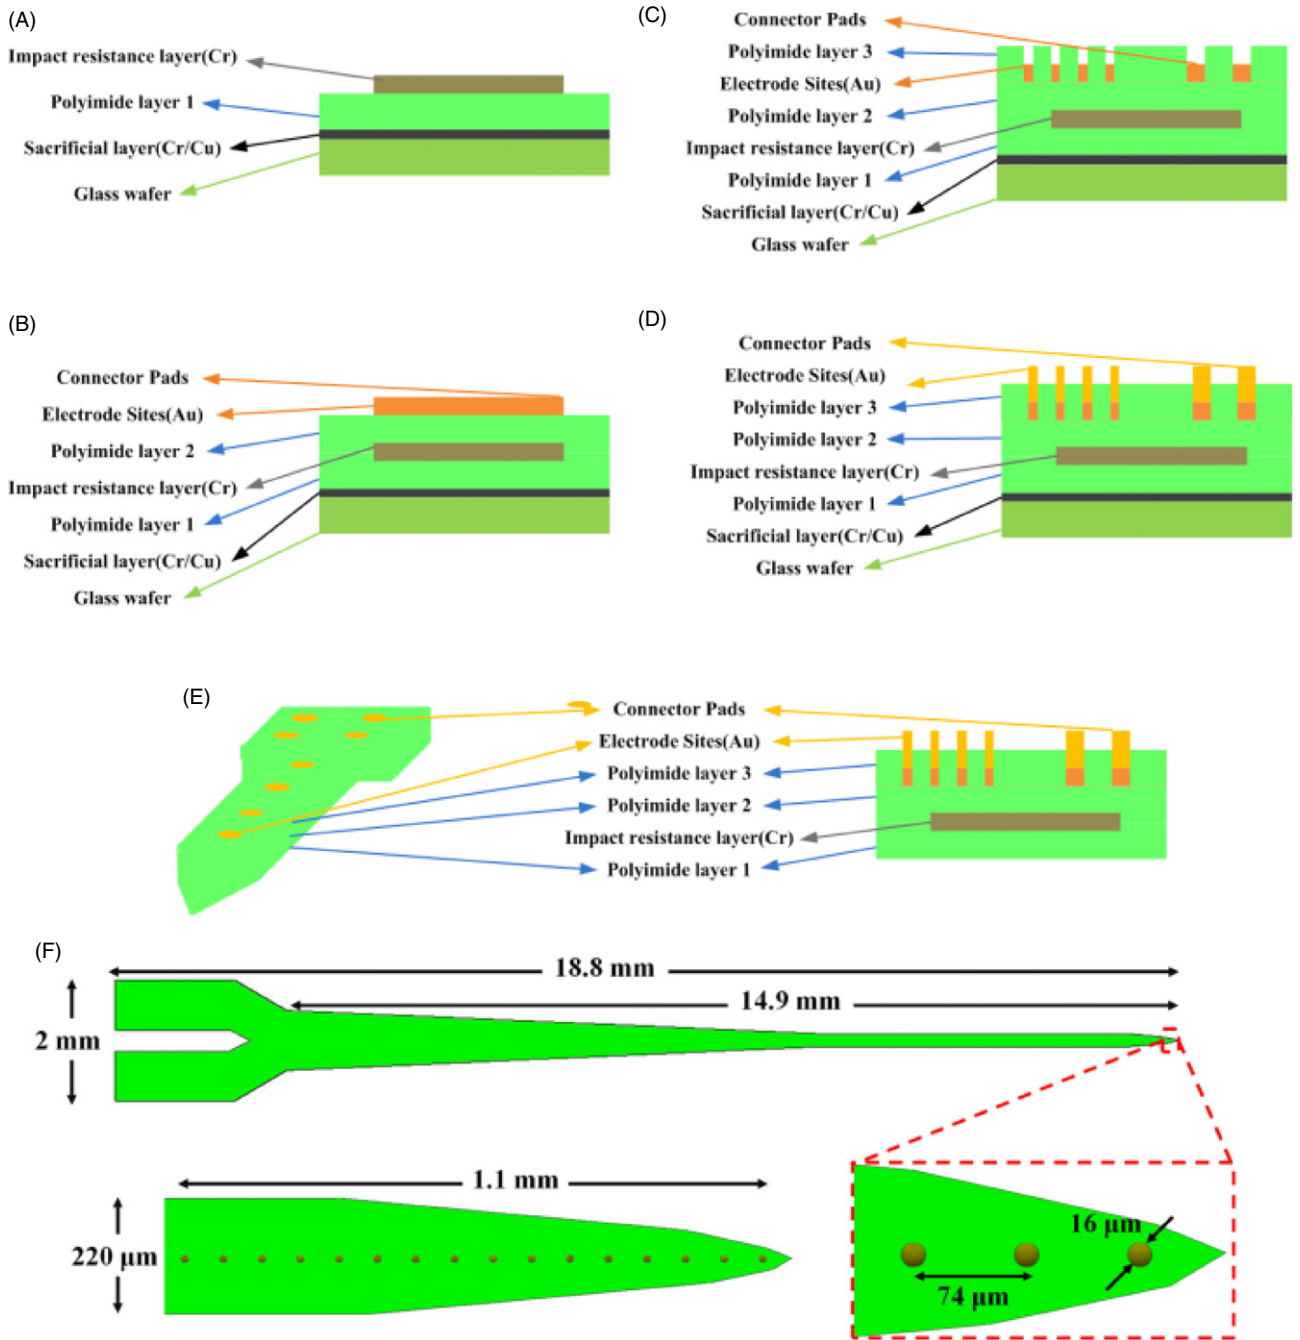 (A)
Impact resistance layer(Cr)
Polyimide layer 1
Sacrificial layer(Cr/Cu)
Glass wafer
(B)
Connector Pads
Electrode Sites(Au)
Polyimide layer 2
Impact resistance layer(Cr)
Polyimide layer 1
Sacrificial layer(Cr/Cu)
Glass wafer
(C)
Connector Pads
Polyimide layer 3
Electrode Sites(Au)
Polyimide layer 2
Impact resistance layer(Cr)
Polyimide layer 1
Sacrificial layer(Cr/Cu)
Glass wafer
(D)
Connector Pads
Electrode Sites(Au)
Polyimide layer 3
Polyimide layer 2
Impact resistance layer(Cr)
Polyimide layer 1
Sacrificial layer(Cr/Cu)
Glass wafer
(E)
Connector Pads
Electrode Sites(Au)
Polyimide layer 3
Polyimide layer 2
Impact resistance layer(Cr)
Polyimide layer 1
(F)
18.8 mm
14.9 mm
2 mm
1.1 mm
220 µm
16 µm
74 µm